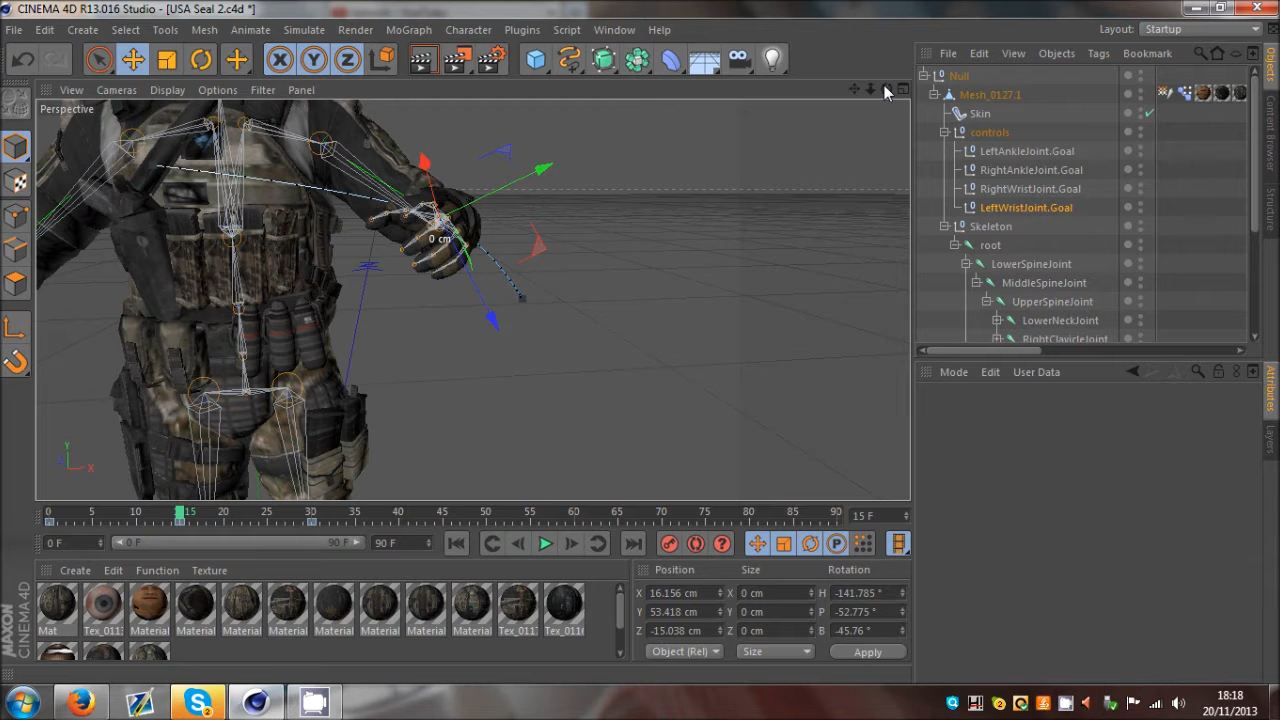 CINEMA 4D R13.016 Studio - [USA Seal 2.c4d *]
File Edit Create Select Tools Mesh Animate Simulate Render MoGraph Character Plugins Script Window Help Layout: Startup
File Edit View Objects Tags Bookmark
View Cameras Display Options Filter Panel
Perspective
Null
Mesh_0127.1
Skin
controls
LeftAnkleJoint.Goal
RightAnkleJoint.Goal
RightWristJoint.Goal
LeftWristJoint.Goal
Skeleton
root
LowerSpineJoint
MiddleSpineJoint
UpperSpineJoint
LowerNeckJoint
RightClavicleJoint
Objects
0 cm
Mode Edit User Data
Attributes
Layers
Y
X
0 5 10 15 20 25 30 35 40 45 50 55 60 65 70 75 80 85 90 15 F
0 F 0 F 90 F 90 F
Create Edit Function Texture
Mat Tex_011 Material Material Material Material Material Material Material Material Tex_011 Tex_0116
Position Size Rotation
X 16.156 cm X 0 cm H -141.785 °
Y 53.418 cm Y 0 cm P -52.775 °
Z -15.038 cm Z 0 cm B -45.76 °
Object (Rel) Size Apply
MAXON
CINEMA 4D
18:18
20/11/2013